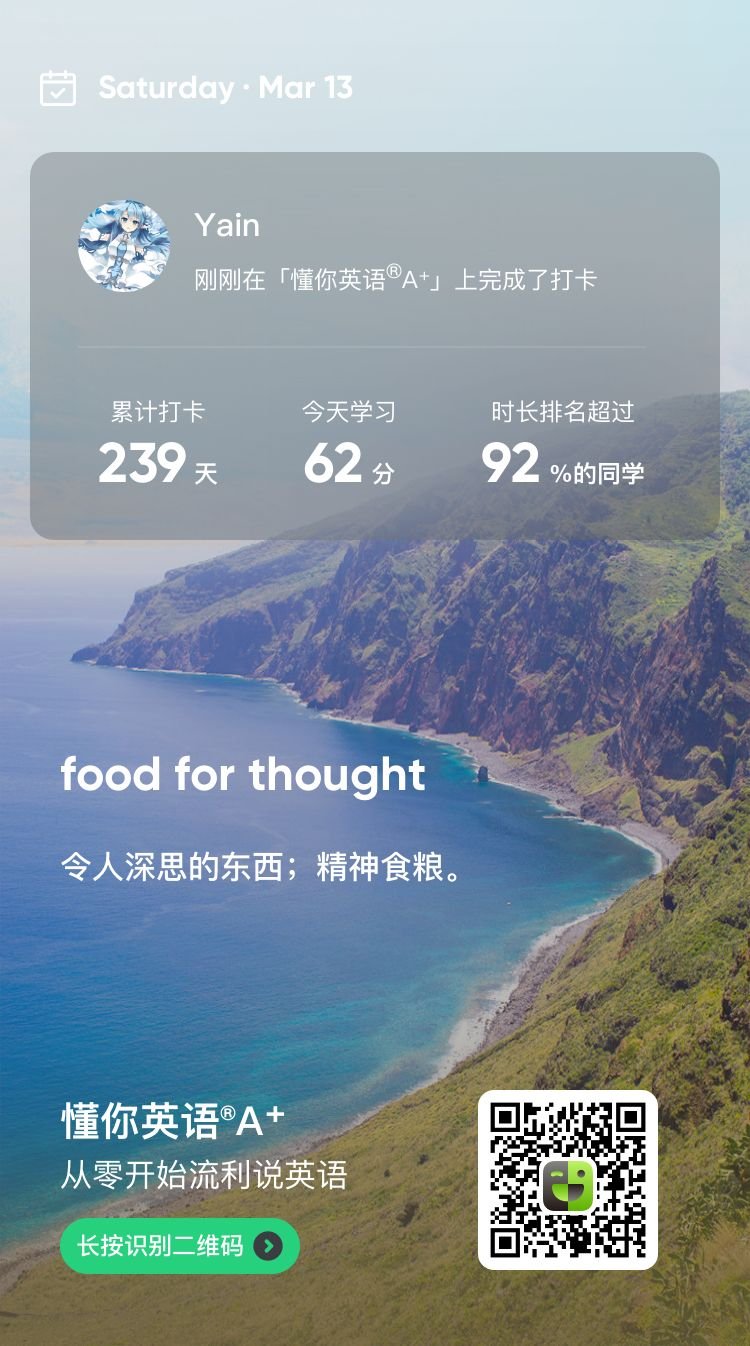 Saturday · Mar 13
Yain
刚刚在「懂你英语®A⁺」上完成了打卡
累计打卡 今天学习 时长排名超过
239 天 62 分 92 %的同学
food for thought
令人深思的东西；精神食粮。
懂你英语®A⁺
从零开始流利说英语
长按识别二维码